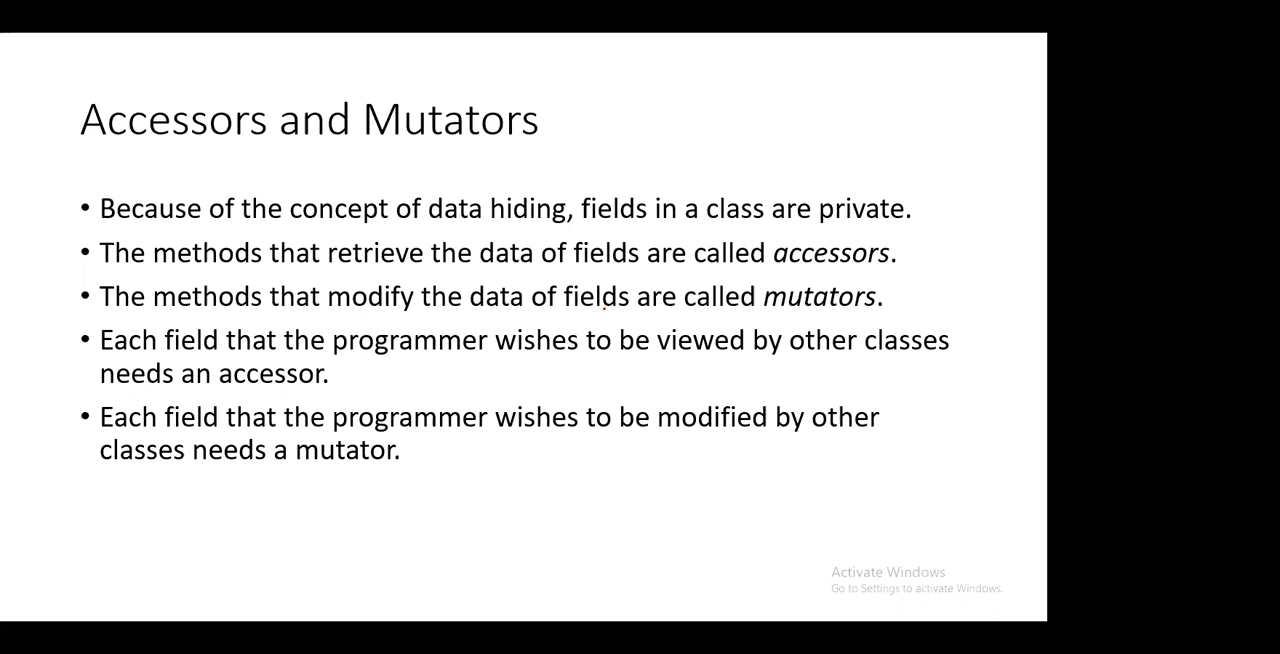 Accessors and Mutators
• Because of the concept of data hiding, fields in a class are private.
• The methods that retrieve the data of fields are called accessors.
• The methods that modify the data of fields are called mutators.
• Each field that the programmer wishes to be viewed by other classes
needs an accessor.
• Each field that the programmer wishes to be modified by other
classes needs a mutator.
Activate Windows
Go to Settings to activate Windows.